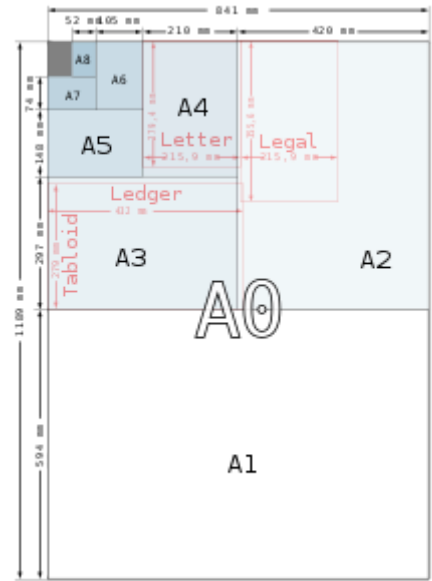 841 mm
52 mm
105 mm
210 mm
420 mm
A8
A6
A7
74 mm
A4
Letter
215,9 mm
Legal
215,9 mm
A5
148 mm
Ledger
432 mm
Tabloid
279 mm
297 mm
A3
A2
A0
1189 mm
594 mm
A1